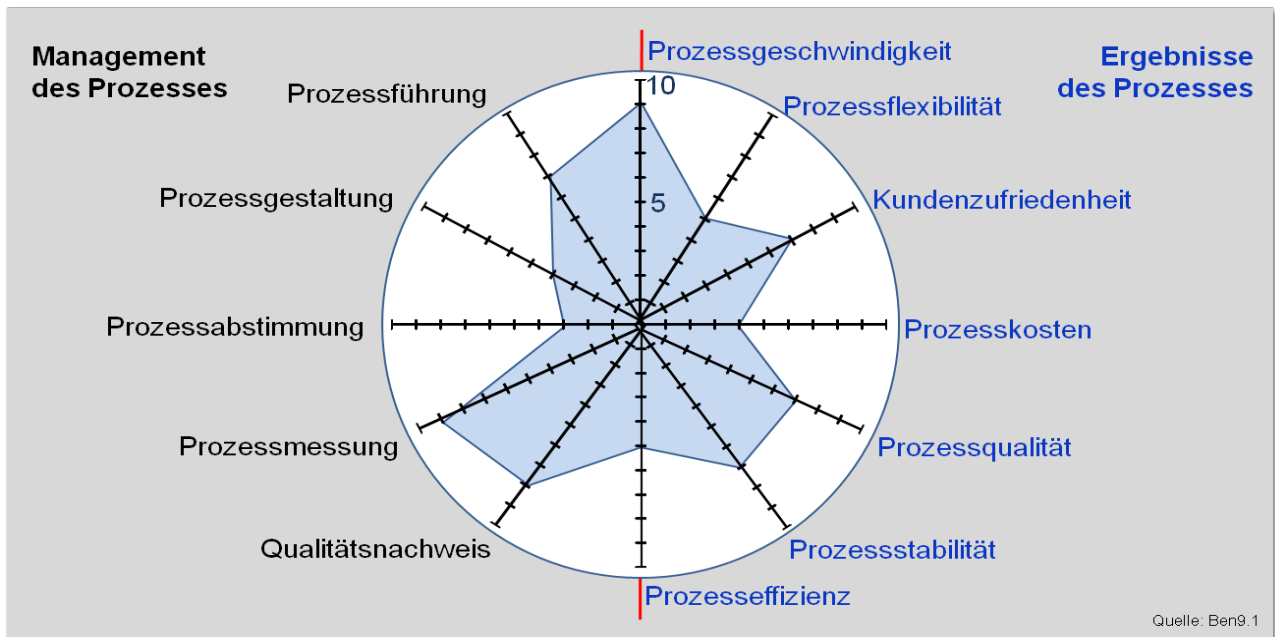 Management
des Prozesses
Ergebnisse
des Prozesses
Prozessgeschwindigkeit
10
5
Prozessführung
Prozessflexibilität
Prozessgestaltung
Kundenzufriedenheit
Prozessabstimmung
Prozesskosten
Prozessmessung
Prozessqualität
Qualitätsnachweis
Prozessstabilität
Prozesseffizienz
Quelle: Ben9.1